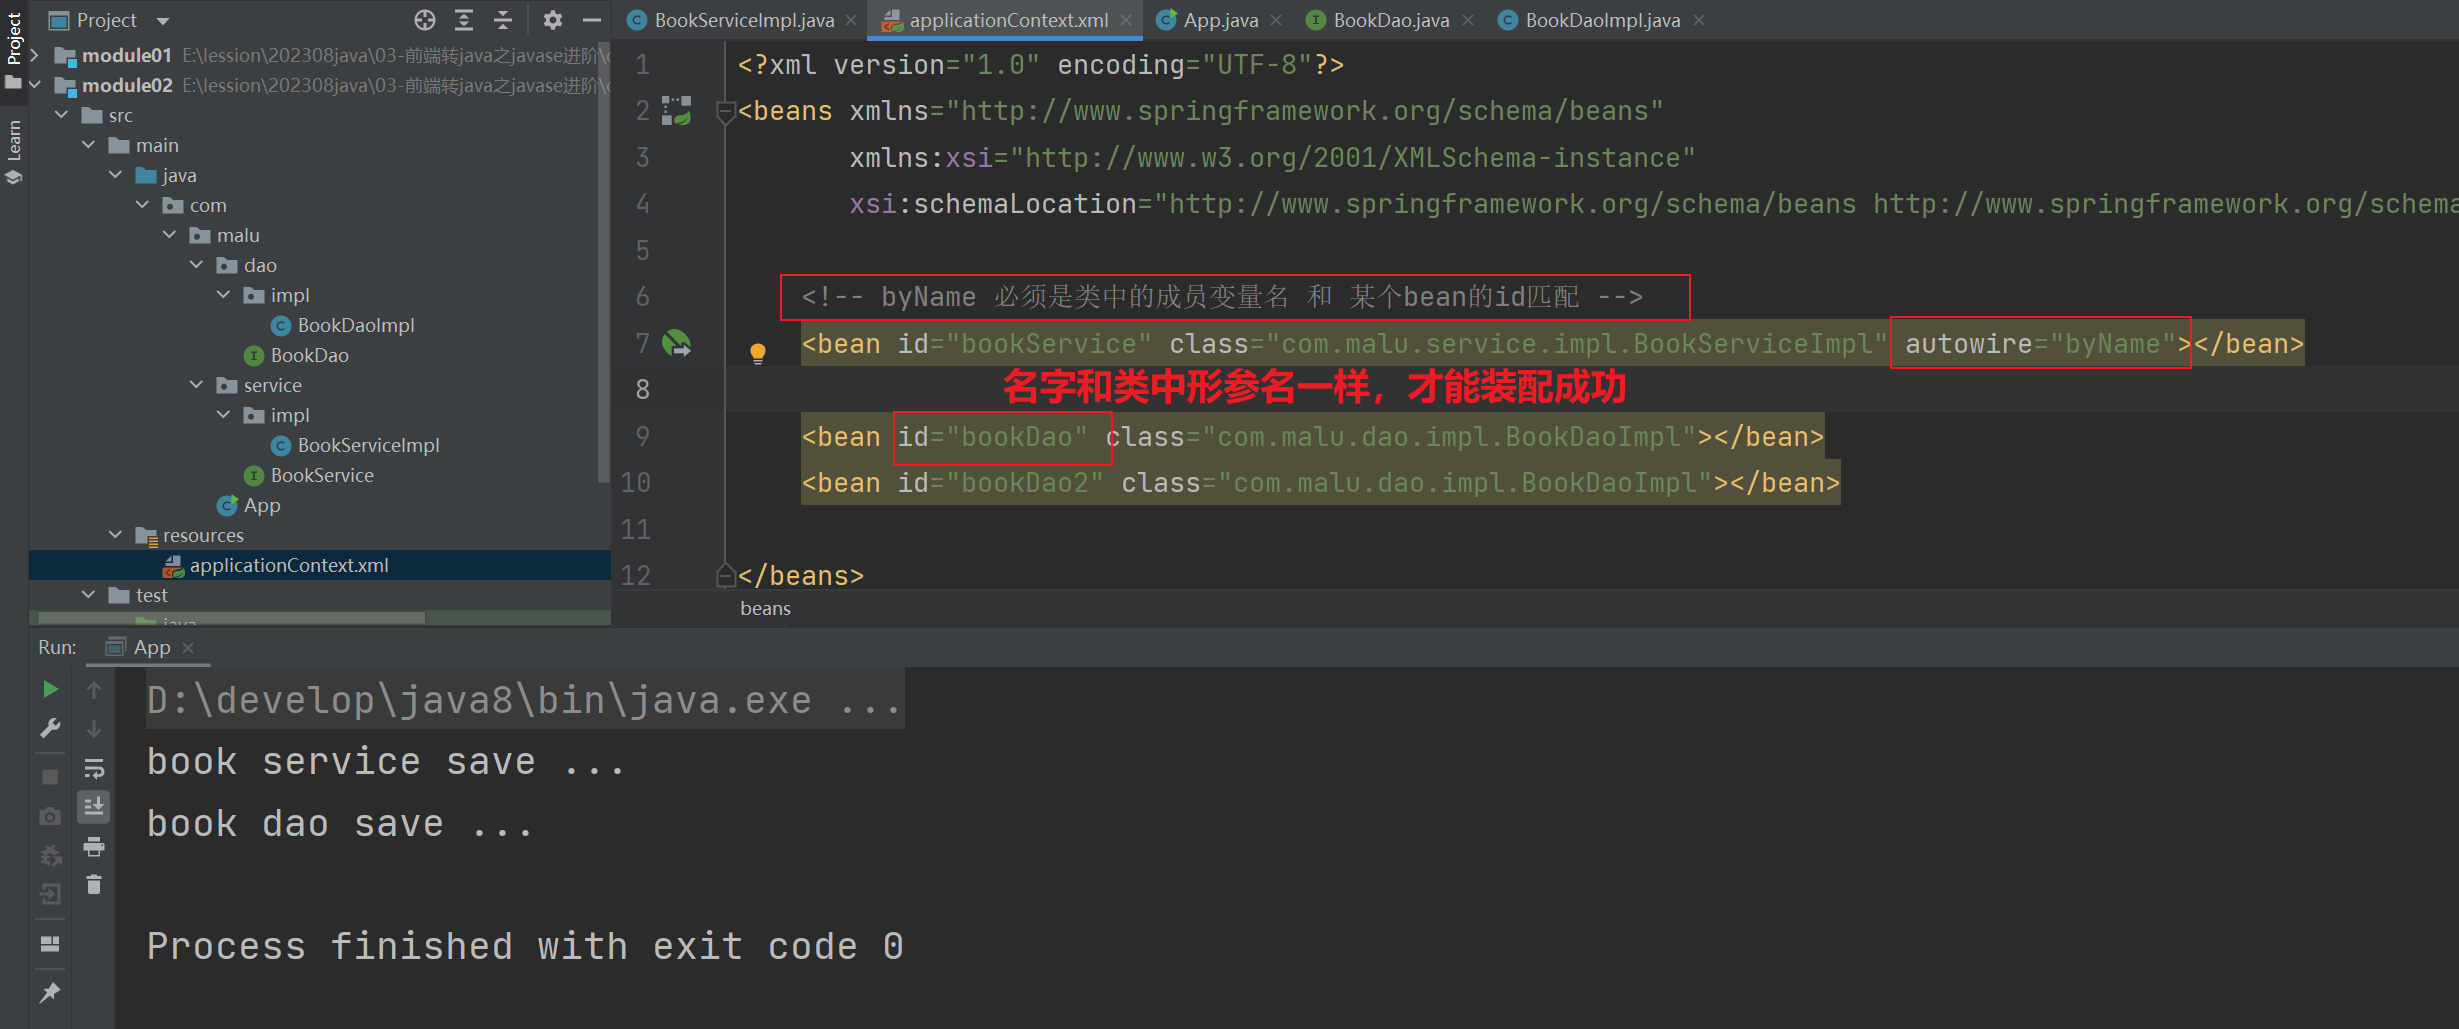 Project
Project
Learn
module01 E:\lession\202308java\03-前端转java之javase进阶\
module02 E:\lession\202308java\03-前端转java之javase进阶\
src
main
java
com
malu
dao
impl
BookDaoImpl
BookDao
service
impl
BookServiceImpl
BookService
App
resources
applicationContext.xml
test
java
BookServiceImpl.java
applicationContext.xml
App.java
BookDao.java
BookDaoImpl.java
1 <?xml version="1.0" encoding="UTF-8"?>
2 <beans xmlns="http://www.springframework.org/schema/beans"
3 xmlns:xsi="http://www.w3.org/2001/XMLSchema-instance"
4 xsi:schemaLocation="http://www.springframework.org/schema/beans http://www.springframework.org/schema
5
6 <!-- byName 必须是类中的成员变量名 和 某个bean的id匹配 -->
7 <bean id="bookService" class="com.malu.service.impl.BookServiceImpl" autowire="byName"></bean>
8 名字和类中形参名一样，才能装配成功
9 <bean id="bookDao" class="com.malu.dao.impl.BookDaoImpl"></bean>
10 <bean id="bookDao2" class="com.malu.dao.impl.BookDaoImpl"></bean>
11
12 </beans>
beans
Run: App
D:\develop\java8\bin\java.exe ...
book service save ...
book dao save ...
Process finished with exit code 0